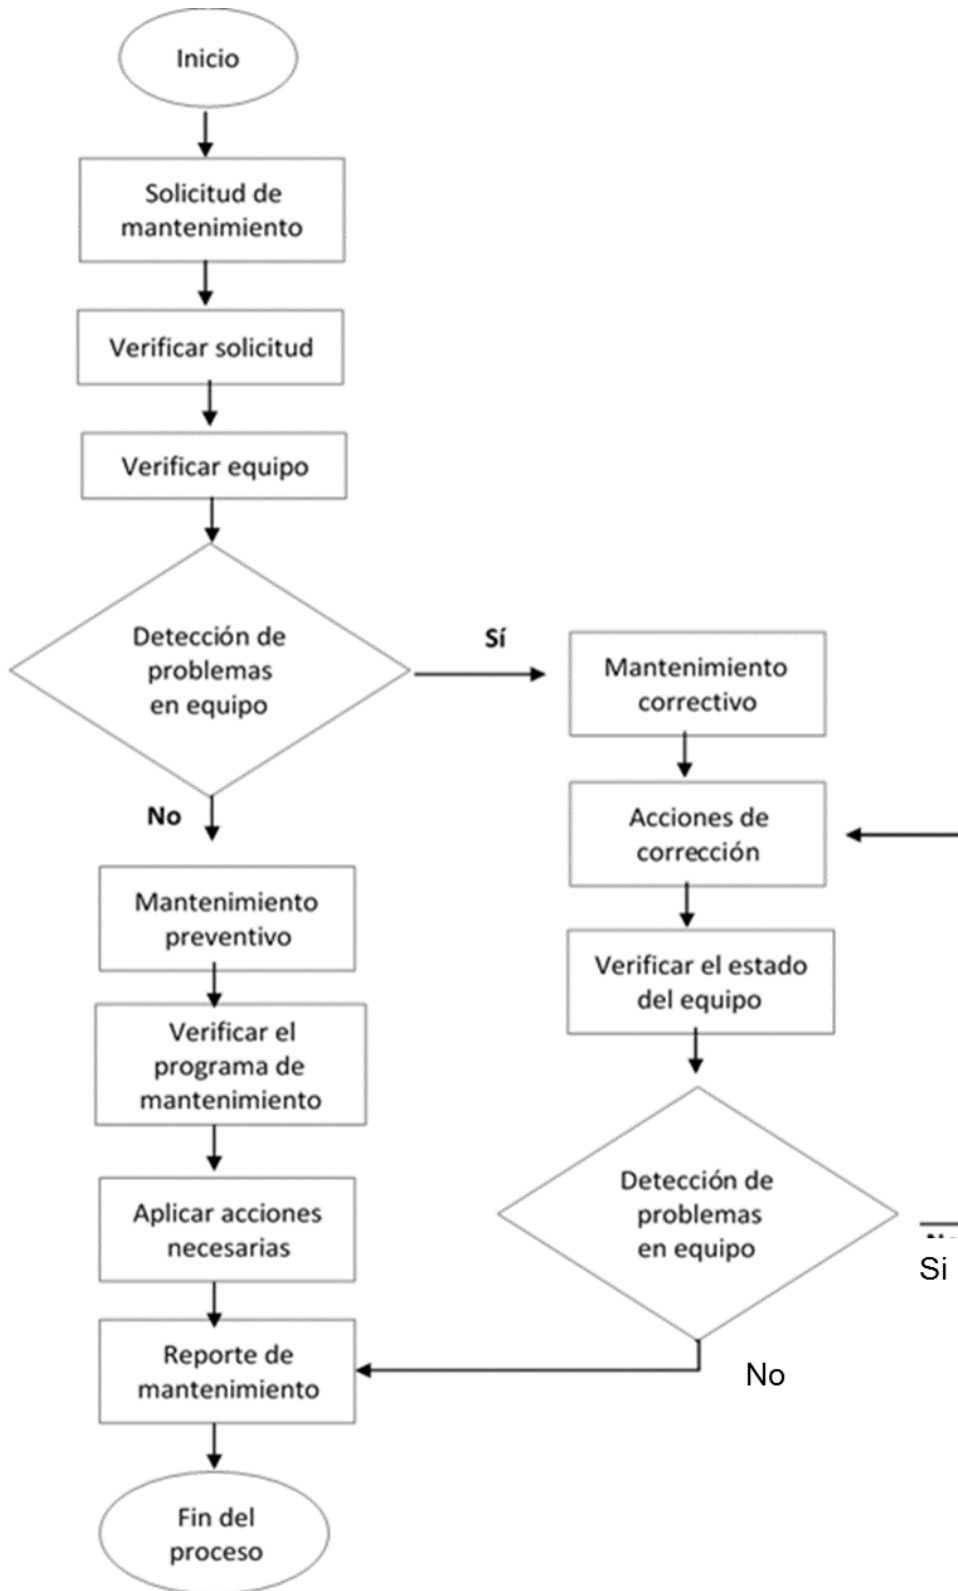 Inicio
Solicitud de
mantenimiento
Verificar solicitud
Verificar equipo
Detección de
problemas
en equipo
Sí
Mantenimiento
correctivo
Acciones de
corrección
Verificar el estado
del equipo
Detección de
problemas
en equipo
Si
No
No
Mantenimiento
preventivo
Verificar el
programa de
mantenimiento
Aplicar acciones
necesarias
Reporte de
mantenimiento
Fin del
proceso